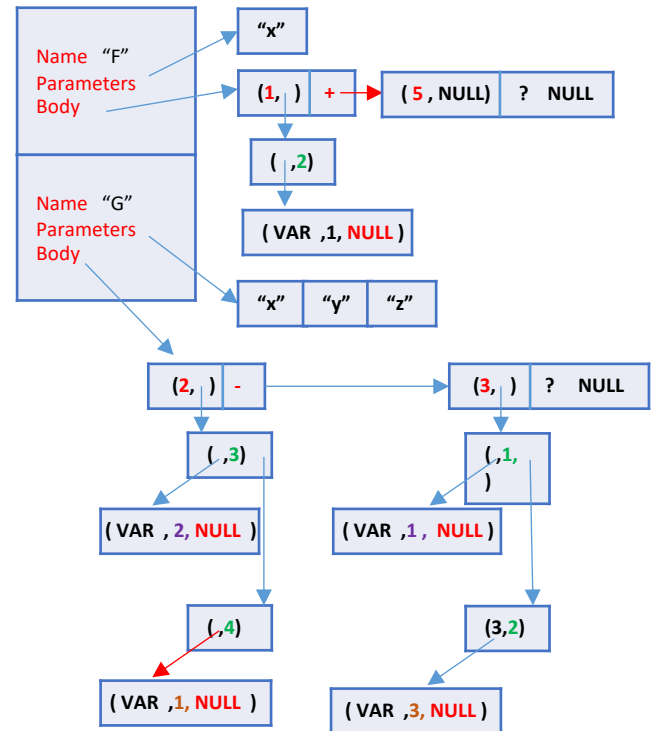 “x”
Name “F”
Parameters
Body
(1, ) + ( 5 , NULL) ? NULL
( ,2)
( VAR ,1, NULL )
Name “G”
Parameters
Body
“x” “y” “z”
(2, ) - (3, ) ? NULL
( ,3) ( ,1,
)
( VAR , 2, NULL ) ( VAR ,1 , NULL )
( ,4) (3,2)
( VAR ,1, NULL ) ( VAR ,3, NULL )